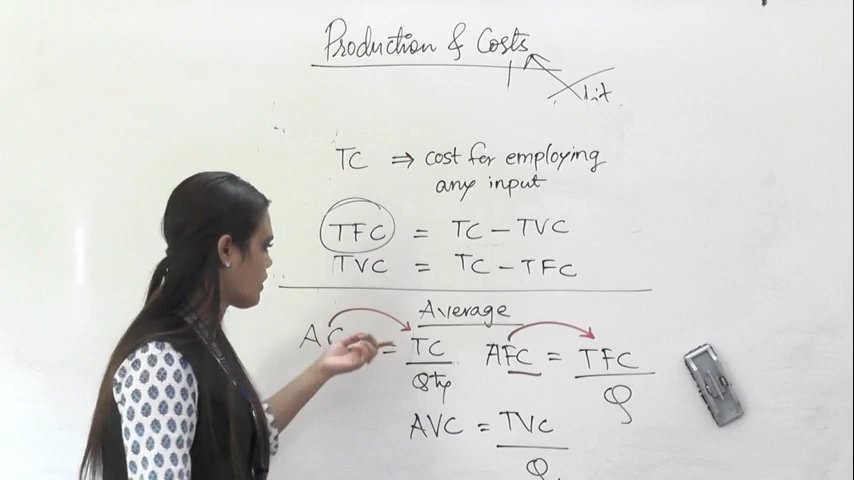 Production & Costs
TC ⇒ cost for employing
any input
TFC = TC - TVC
TVC = TC - TFC
Average
AC = TC
Qty
AFC = TFC
Q
AVC = TVC
Q